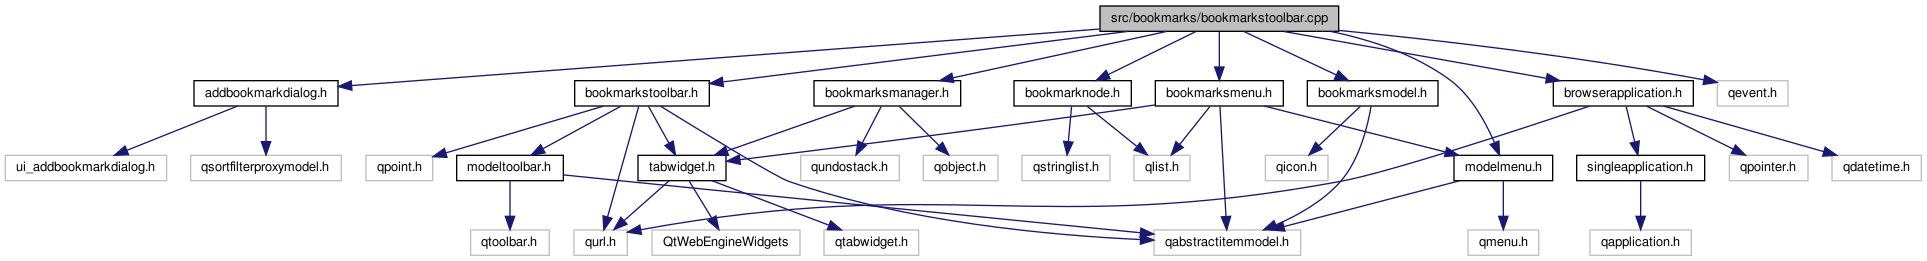 src/bookmarks/bookmarkstoolbar.cpp
addbookmarkdialog.h
bookmarkstoolbar.h
bookmarksmanager.h
bookmarknode.h
bookmarksmenu.h
bookmarksmodel.h
browserapplication.h
qevent.h
ui_addbookmarkdialog.h
qsortfilterproxymodel.h
qpoint.h
modeltoolbar.h
tabwidget.h
qundostack.h
qobject.h
qstringlist.h
qlist.h
qicon.h
modelmenu.h
singleapplication.h
qpointer.h
qdatetime.h
qtoolbar.h
qurl.h
QtWebEngineWidgets
qtabwidget.h
qabstractitemmodel.h
qmenu.h
qapplication.h